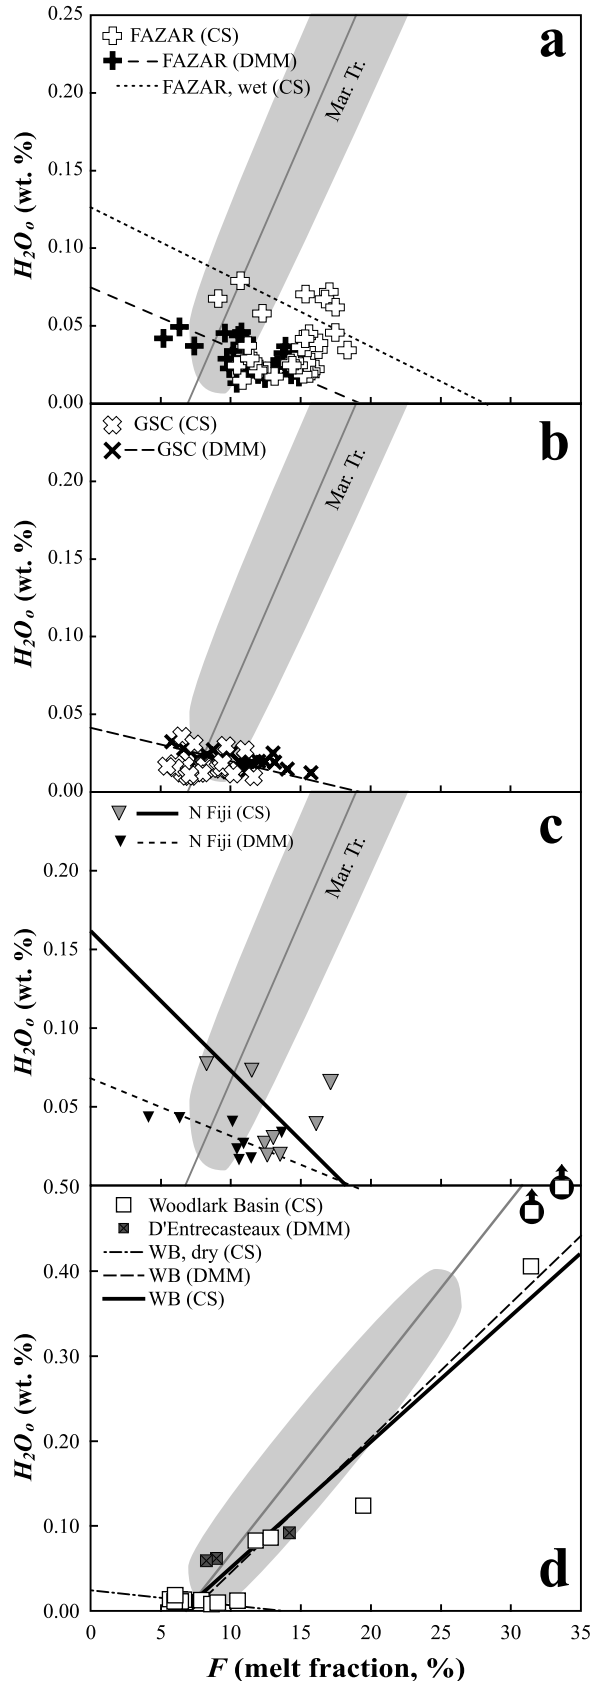 0.25
FAZAR (CS)
FAZAR (DMM)
FAZAR, wet (CS)
a
0.20
Mar. Tr.
0.15
H2Oo (wt. %)
0.10
0.05
0.00
GSC (CS)
GSC (DMM)
b
0.20
Mar. Tr.
0.15
H2Oo (wt. %)
0.10
0.05
0.00
N Fiji (CS)
N Fiji (DMM)
c
0.20
Mar. Tr.
0.15
H2Oo (wt. %)
0.10
0.05
0.50
Woodlark Basin (CS)
D'Entrecasteaux (DMM)
WB, dry (CS)
WB (DMM)
WB (CS)
0.40
0.30
H2Oo (wt. %)
0.20
0.10
d
0.00
0 5 10 15 20 25 30 35
F (melt fraction, %)